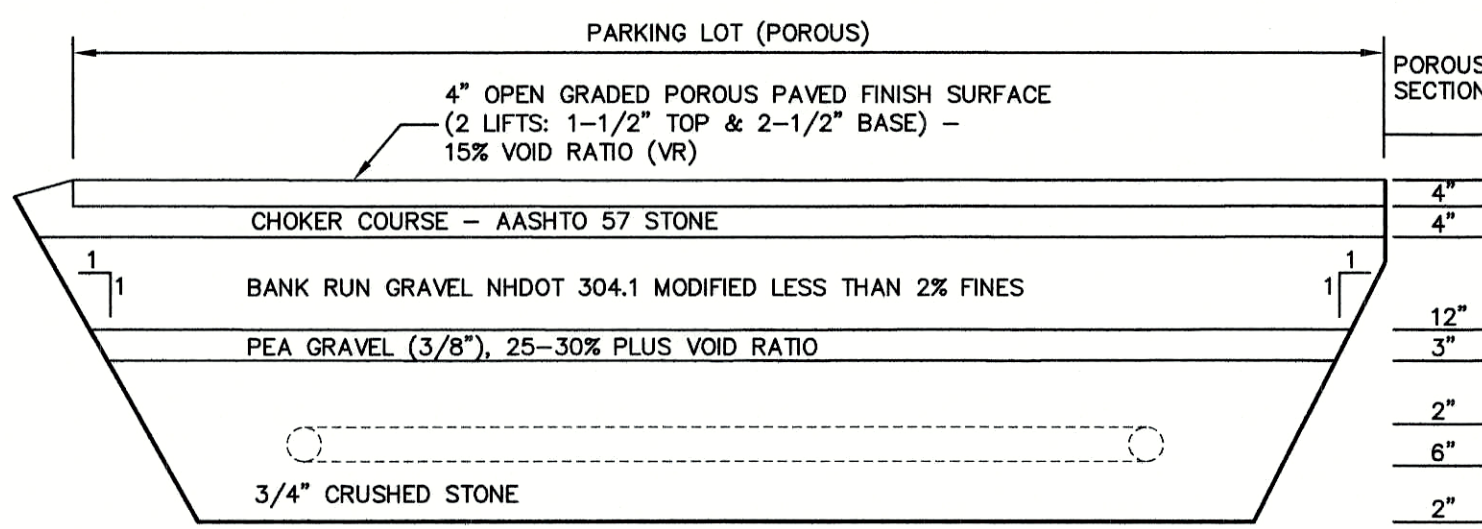 PARKING LOT (POROUS)
POROUS
SECTION
4" OPEN GRADED POROUS PAVED FINISH SURFACE
(2 LIFTS: 1-1/2" TOP & 2-1/2" BASE) –
15% VOID RATIO (VR)
4"
CHOKER COURSE – AASHTO 57 STONE
4"
1
1
1
1
BANK RUN GRAVEL NHDOT 304.1 MODIFIED LESS THAN 2% FINES
12"
PEA GRAVEL (3/8"), 25-30% PLUS VOID RATIO
3"
2"
6"
3/4" CRUSHED STONE
2"